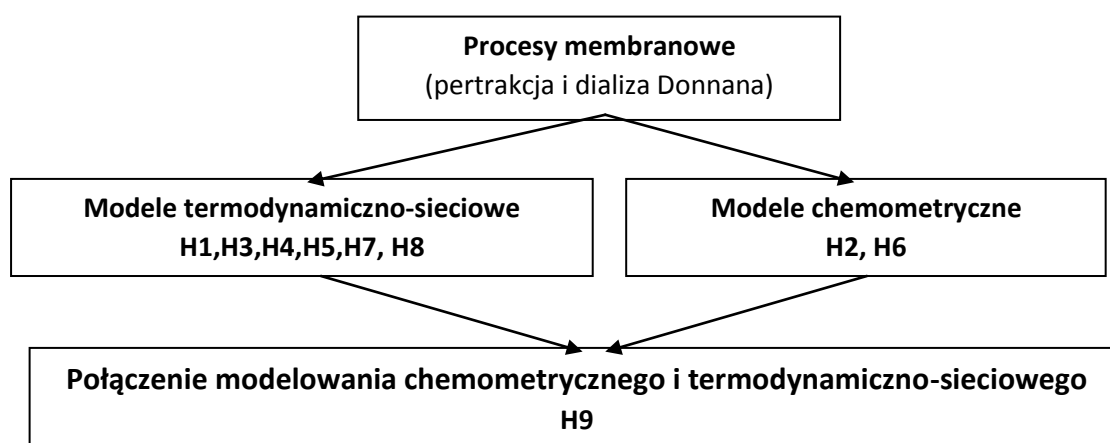 Procesy membranowe
(pertrakcja i dializa Donnana)
Modele termodynamiczno-sieciowe
H1,H3,H4,H5,H7, H8
Modele chemometryczne
H2, H6
Połączenie modelowania chemometrycznego i termodynamiczno-sieciowego
H9